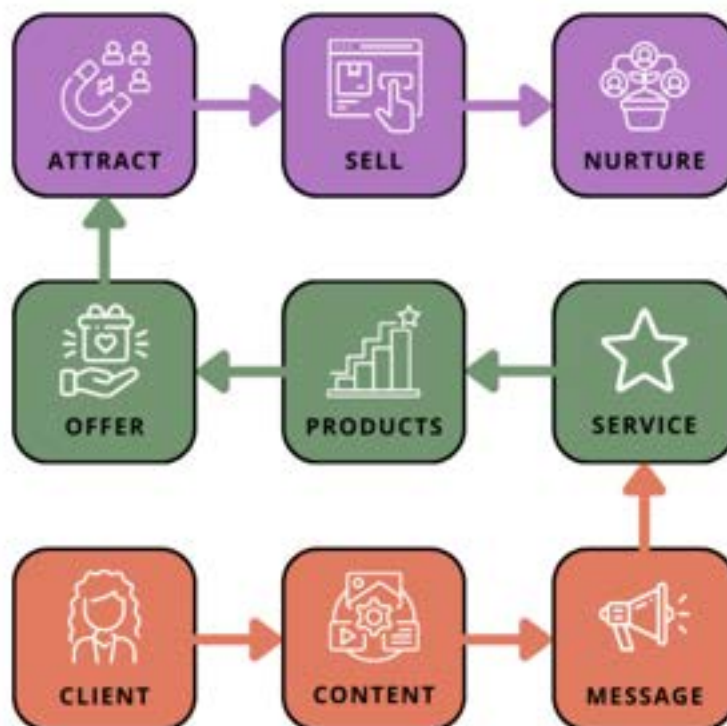 ATTRACT
SELL
NURTURE
OFFER
PRODUCTS
SERVICE
CLIENT
CONTENT
MESSAGE